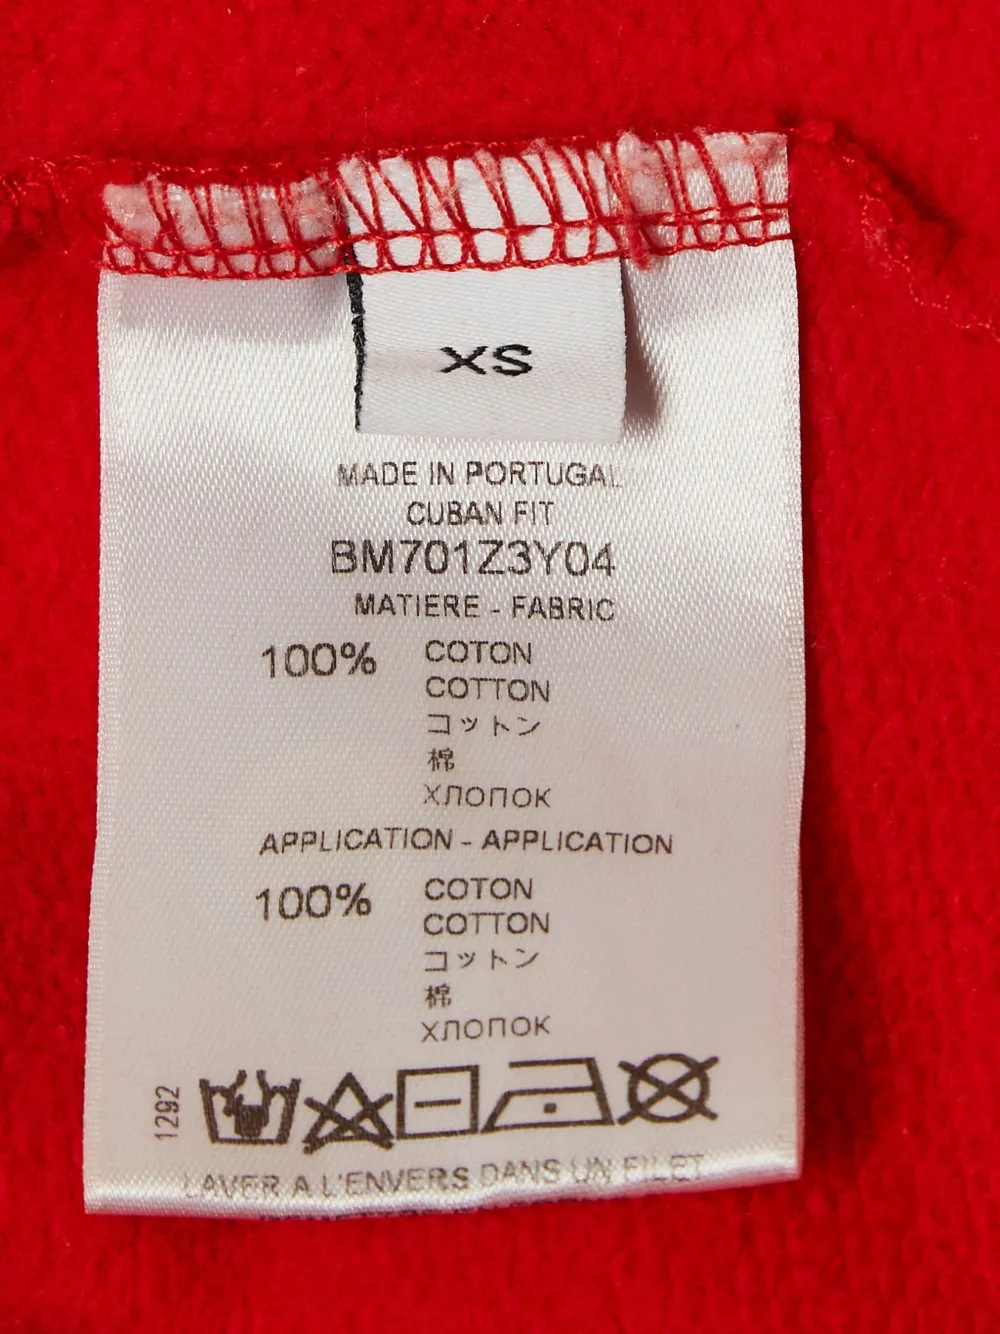 XS
MADE IN PORTUGAL
CUBAN FIT
BM701Z3Y04
MATIERE - FABRIC
100% COTON
COTTON
コットン
棉
ХЛОПОК
APPLICATION - APPLICATION
100% COTON
COTTON
コットン
棉
ХЛОПОК
1292
LAVER A L'ENVERS DANS UN FILET